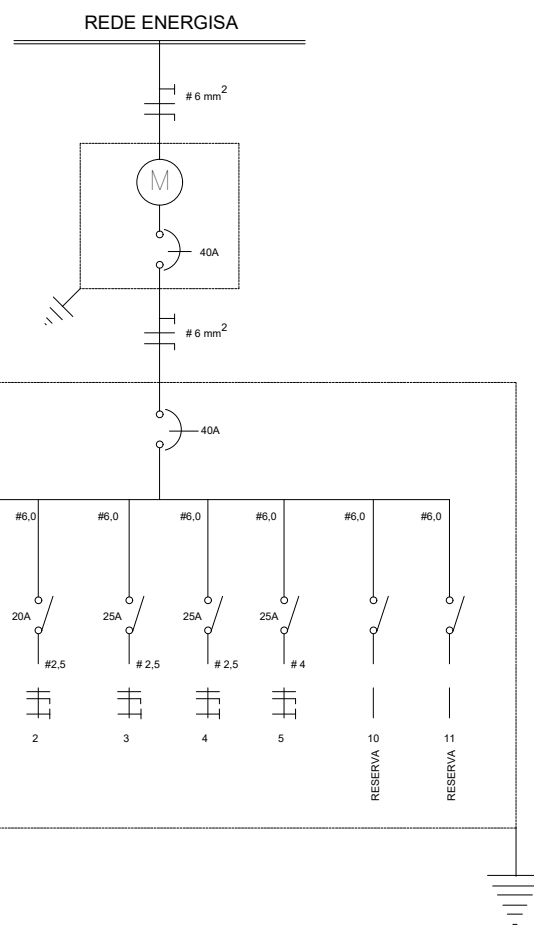 REDE ENERGISA
# 6 mm2
M
40A
# 6 mm2
40A
#6,0 #6,0 #6,0 #6,0 #6,0 #6,0
20A 25A 25A 25A
#2,5 # 2,5 # 2,5 # 4
2 3 4 5 10 11
RESERVA RESERVA